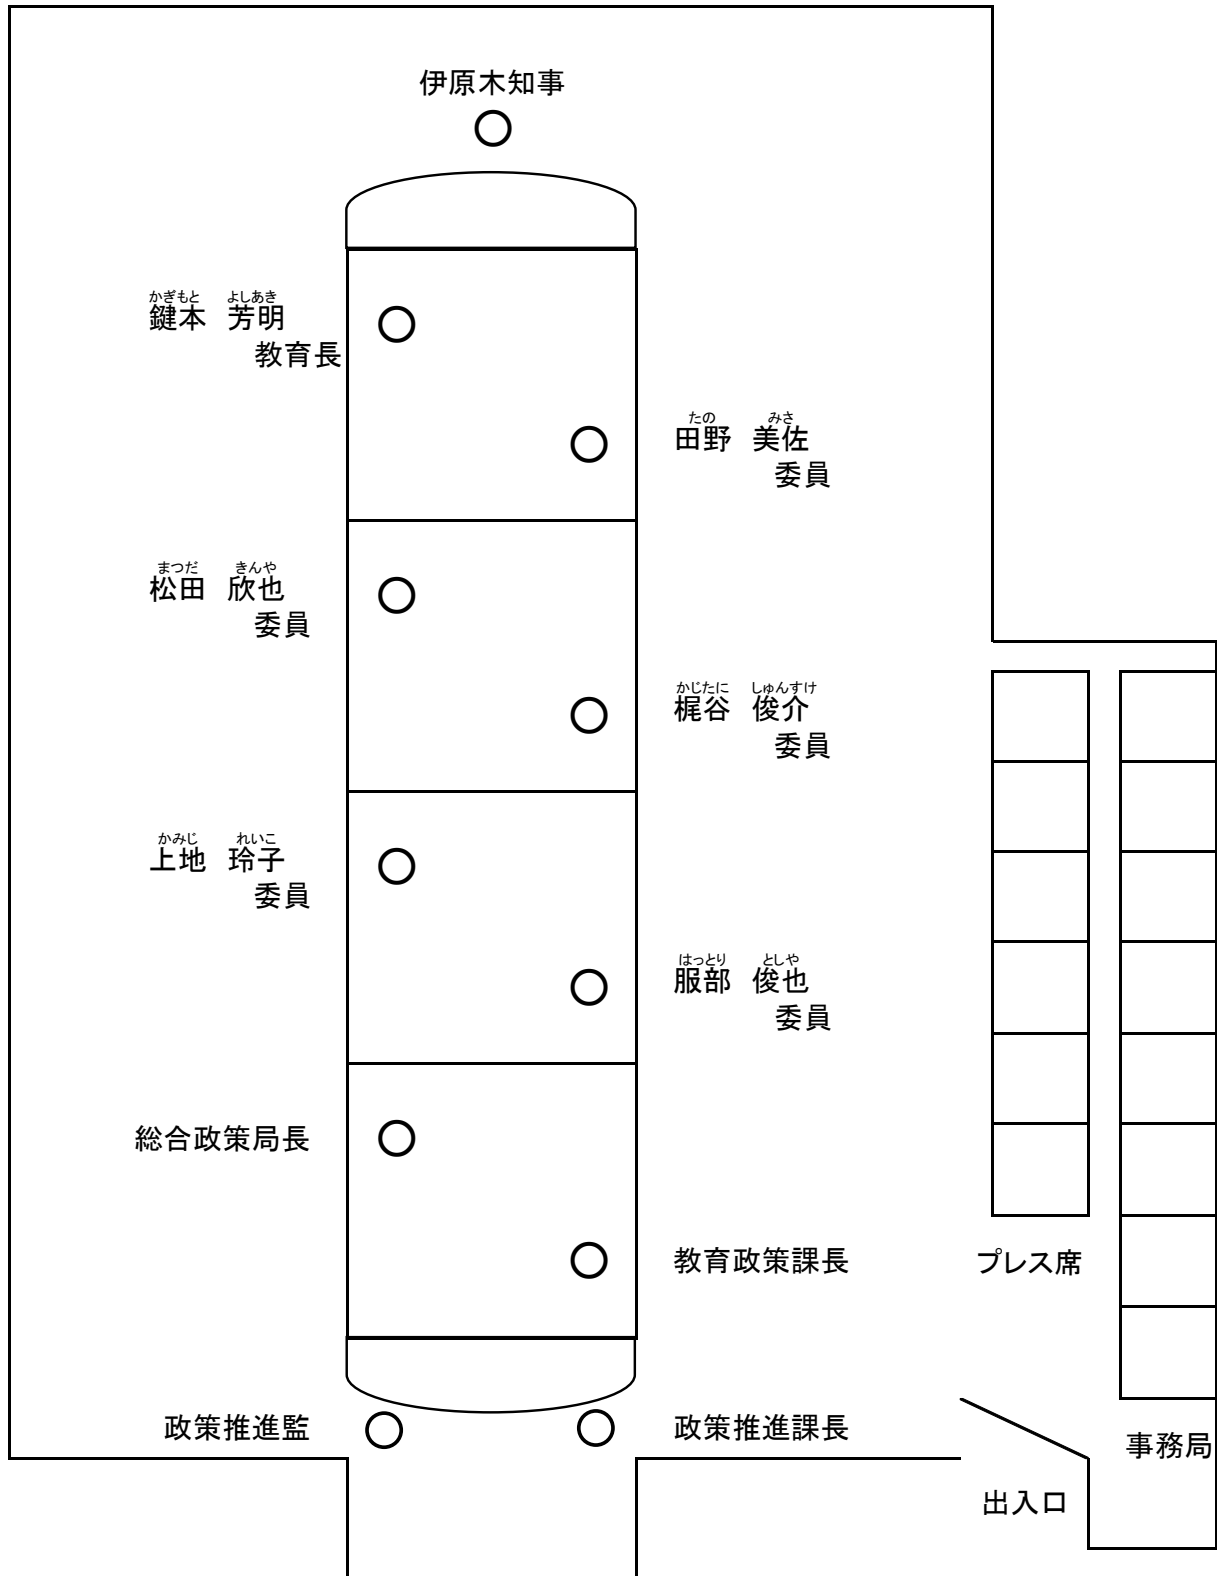 伊原木知事
かぎもと よしあき
鍵本 芳明
教育長
たの みさ
田野 美佐
委員
まつだ きんや
松田 欣也
委員
かじたに しゅんすけ
梶谷 俊介
委員
かみじ れいこ
上地 玲子
委員
はっとり としや
服部 俊也
委員
総合政策局長
教育政策課長
プレス席
政策推進監
政策推進課長
事務局
出入口